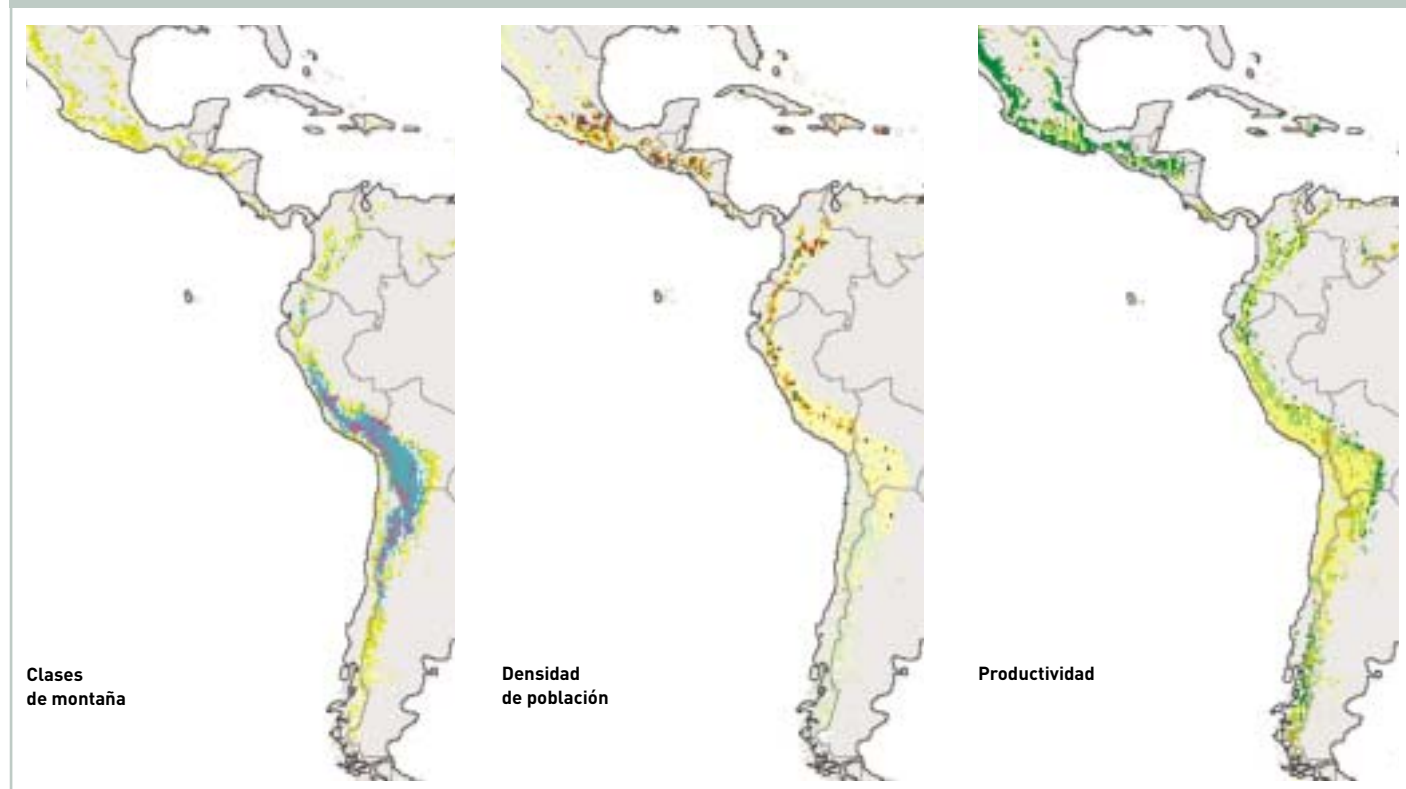 Clases
de montaña
Densidad
de población
Productividad